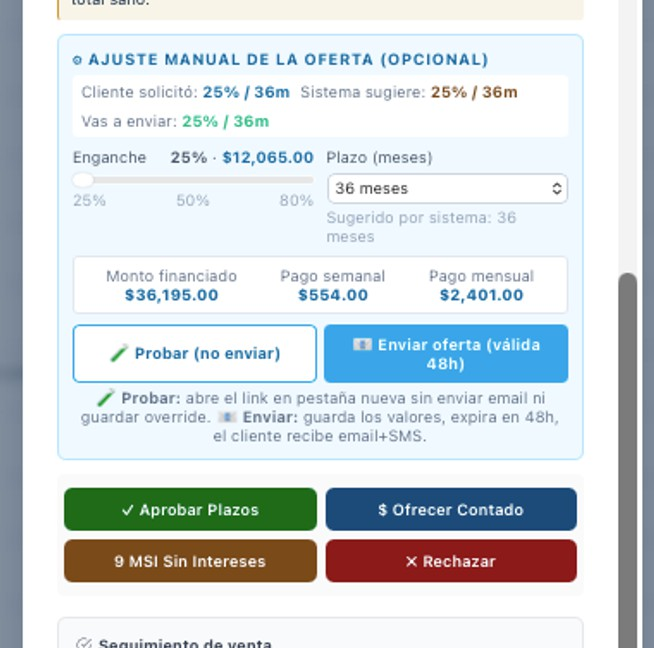 total sano.
⚙ AJUSTE MANUAL DE LA OFERTA (OPCIONAL)
Cliente solicitó: 25% / 36m Sistema sugiere: 25% / 36m
Vas a enviar: 25% / 36m
Enganche 25% · $12,065.00 Plazo (meses)
36 meses
25% 50% 80%
Sugerido por sistema: 36
meses
Monto financiado Pago semanal Pago mensual
$36,195.00 $554.00 $2,401.00
🧪 Probar (no enviar)
📧 Enviar oferta (válida
48h)
🧪 Probar: abre el link en pestaña nueva sin enviar email ni
guardar override. 📧 Enviar: guarda los valores, expira en 48h,
el cliente recibe email+SMS.
✓ Aprobar Plazos $ Ofrecer Contado
9 MSI Sin Intereses ✕ Rechazar
Seguimiento de venta